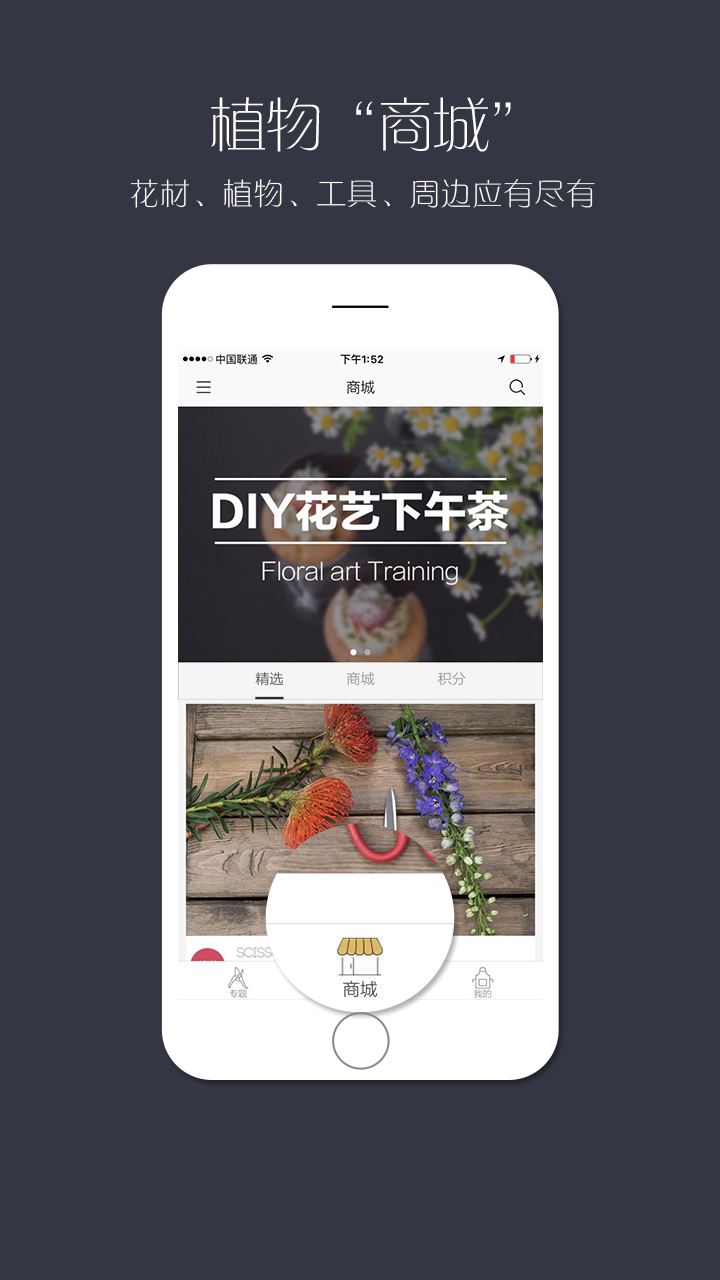 植物“商城”
花材、植物、工具、周边应有尽有
中国联通 下午1:52
商城
DIY花艺下午茶
Floral art Training
精选 商城 积分
专题 商城 我的